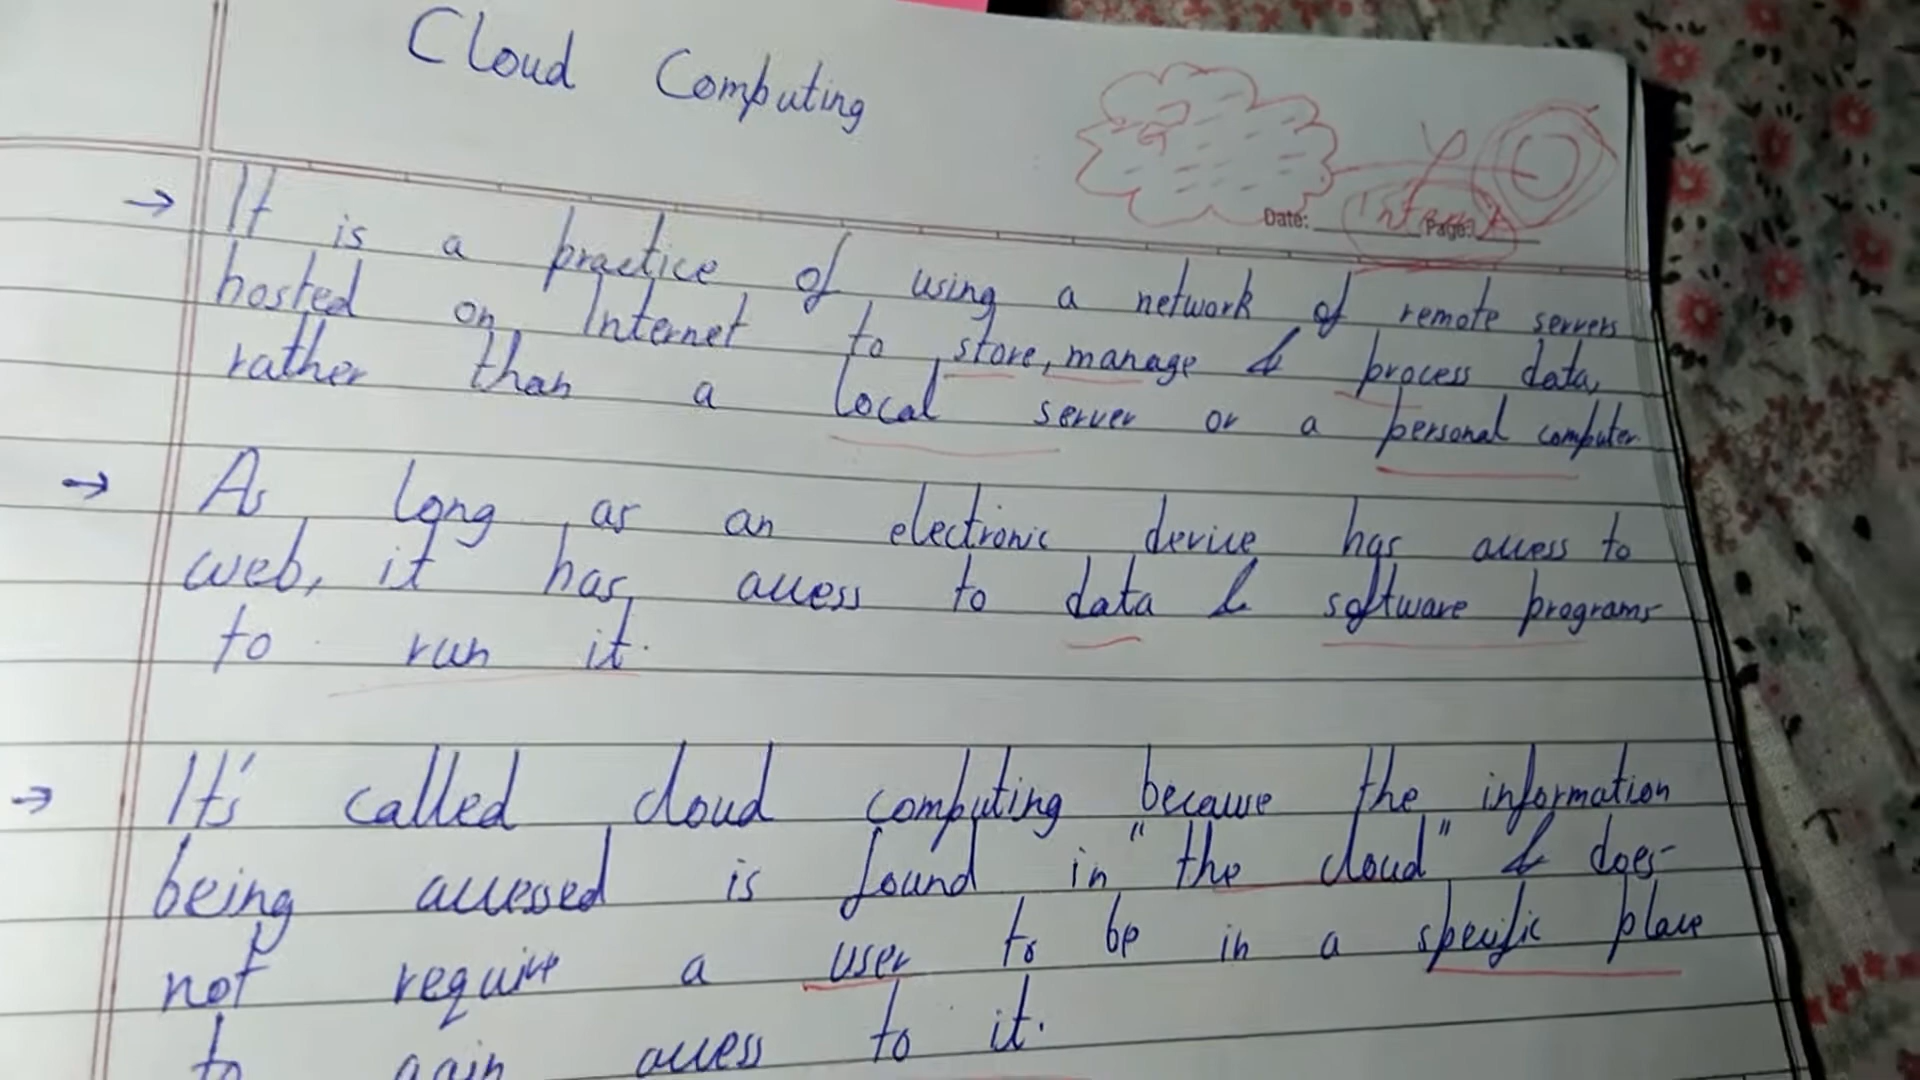 Cloud Computing
Date: Page:
→ It is a practice of using a network of remote servers
hosted on Internet to store, manage & process data,
rather than a local server or a personal computer
→ As long as an electronic device has access to
web, it has access to data & software programs
to run it.
→ It's called cloud computing because the information
being accessed is found in "the cloud" & does
not require a user to be in a specific place
to gain access to it.